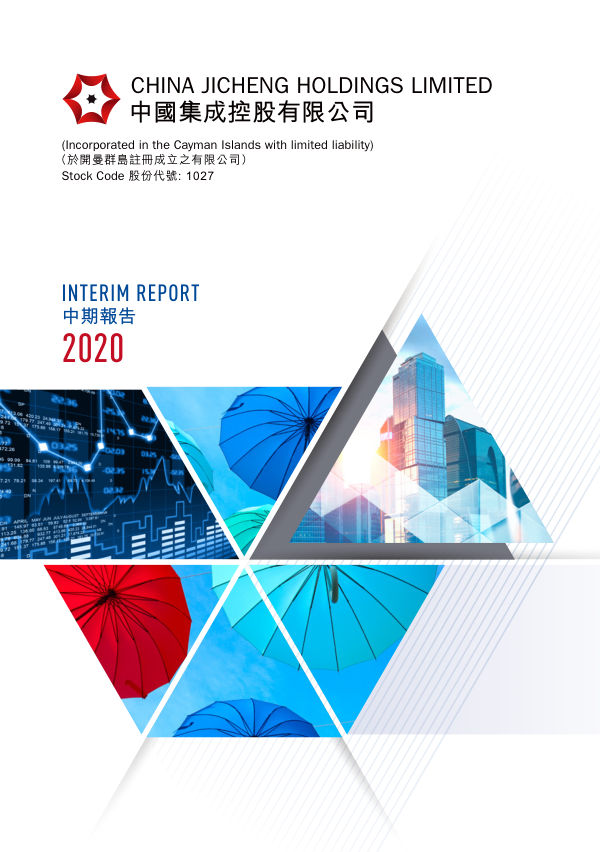 CHINA JICHENG HOLDINGS LIMITED
中國集成控股有限公司
(Incorporated in the Cayman Islands with limited liability)
（於開曼群島註冊成立之有限公司）
Stock Code 股份代號: 1027
INTERIM REPORT
中期報告
2020